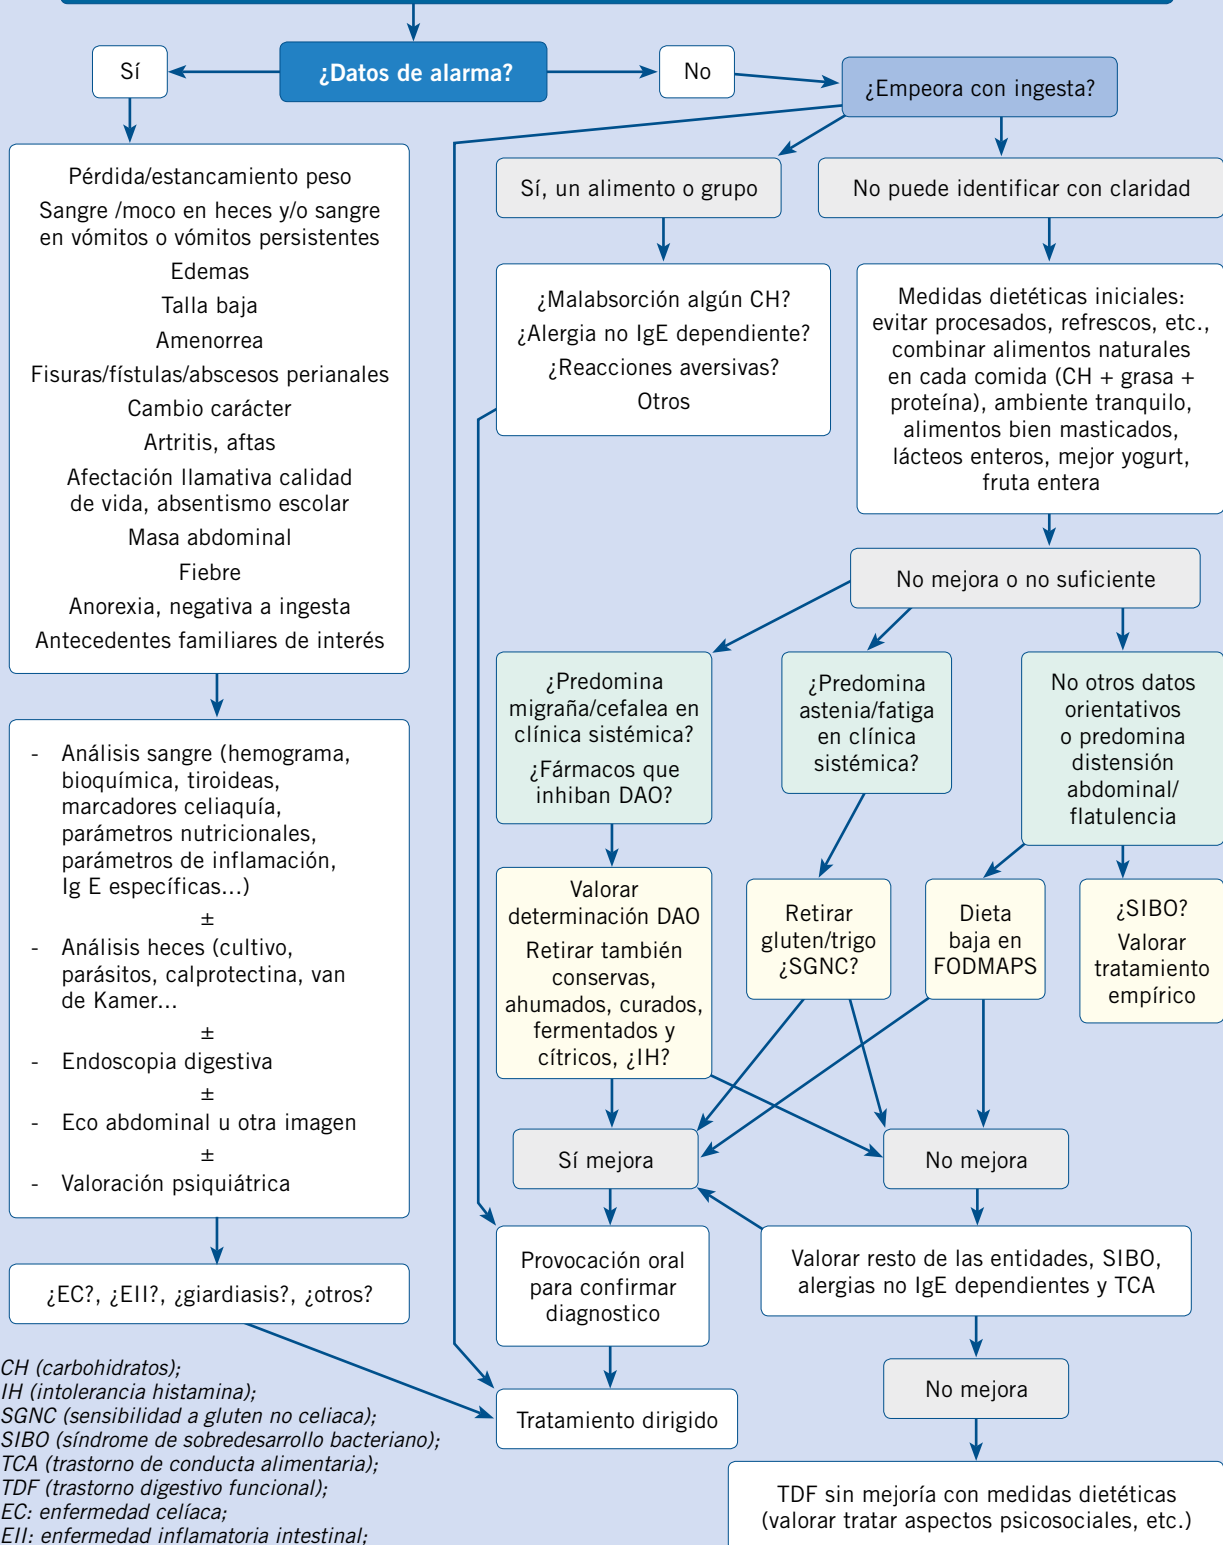 ¿Datos de alarma?
Sí
No
¿Empeora con ingesta?
Pérdida/estancamiento peso
Sangre /moco en heces y/o sangre
en vómitos o vómitos persistentes
Edemas
Talla baja
Amenorrea
Fisuras/fístulas/abscesos perianales
Cambio carácter
Artritis, aftas
Afectación llamativa calidad
de vida, absentismo escolar
Masa abdominal
Fiebre
Anorexia, negativa a ingesta
Antecedentes familiares de interés
- Análisis sangre (hemograma,
bioquímica, tiroideas,
marcadores celiaquía,
parámetros nutricionales,
parámetros de inflamación,
Ig E específicas...)
±
- Análisis heces (cultivo,
parásitos, calprotectina, van
de Kamer...
±
- Endoscopia digestiva
±
- Eco abdominal u otra imagen
±
- Valoración psiquiátrica
¿EC?, ¿EII?, ¿giardiasis?, ¿otros?
Sí, un alimento o grupo
¿Malabsorción algún CH?
¿Alergia no IgE dependiente?
¿Reacciones aversivas?
Otros
No puede identificar con claridad
Medidas dietéticas iniciales:
evitar procesados, refrescos, etc.,
combinar alimentos naturales
en cada comida (CH + grasa +
proteína), ambiente tranquilo,
alimentos bien masticados,
lácteos enteros, mejor yogurt,
fruta entera
No mejora o no suficiente
¿Predomina
migraña/cefalea en
clínica sistémica?
¿Fármacos que
inhiban DAO?
¿Predomina
astenia/fatiga
en clínica
sistémica?
No otros datos
orientativos
o predomina
distensión
abdominal/
flatulencia
Valorar
determinación DAO
Retirar también
conservas,
ahumados, curados,
fermentados y
cítricos, ¿IH?
Retirar
gluten/trigo
¿SGNC?
Dieta
baja en
FODMAPS
¿SIBO?
Valorar
tratamiento
empírico
Sí mejora
No mejora
Provocación oral
para confirmar
diagnostico
Valorar resto de las entidades, SIBO,
alergias no IgE dependientes y TCA
Tratamiento dirigido
No mejora
TDF sin mejoría con medidas dietéticas
(valorar tratar aspectos psicosociales, etc.)
CH (carbohidratos);
IH (intolerancia histamina);
SGNC (sensibilidad a gluten no celiaca);
SIBO (síndrome de sobredesarrollo bacteriano);
TCA (trastorno de conducta alimentaria);
TDF (trastorno digestivo funcional);
EC: enfermedad celíaca;
EII: enfermedad inflamatoria intestinal;